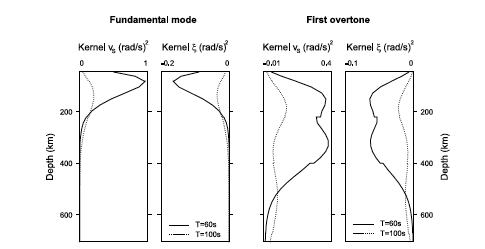 Fundamental mode
First overtone
Kernel vs (rad/s)2
Kernel ξ (rad/s)2
Kernel vs (rad/s)2
Kernel ξ (rad/s)2
0 1
-0.2 0
-0.01 0.4
-0.1 0
200
400
600
Depth (km)
T=60s
T=100s
T=60s
T=100s
200
400
600
Depth (km)